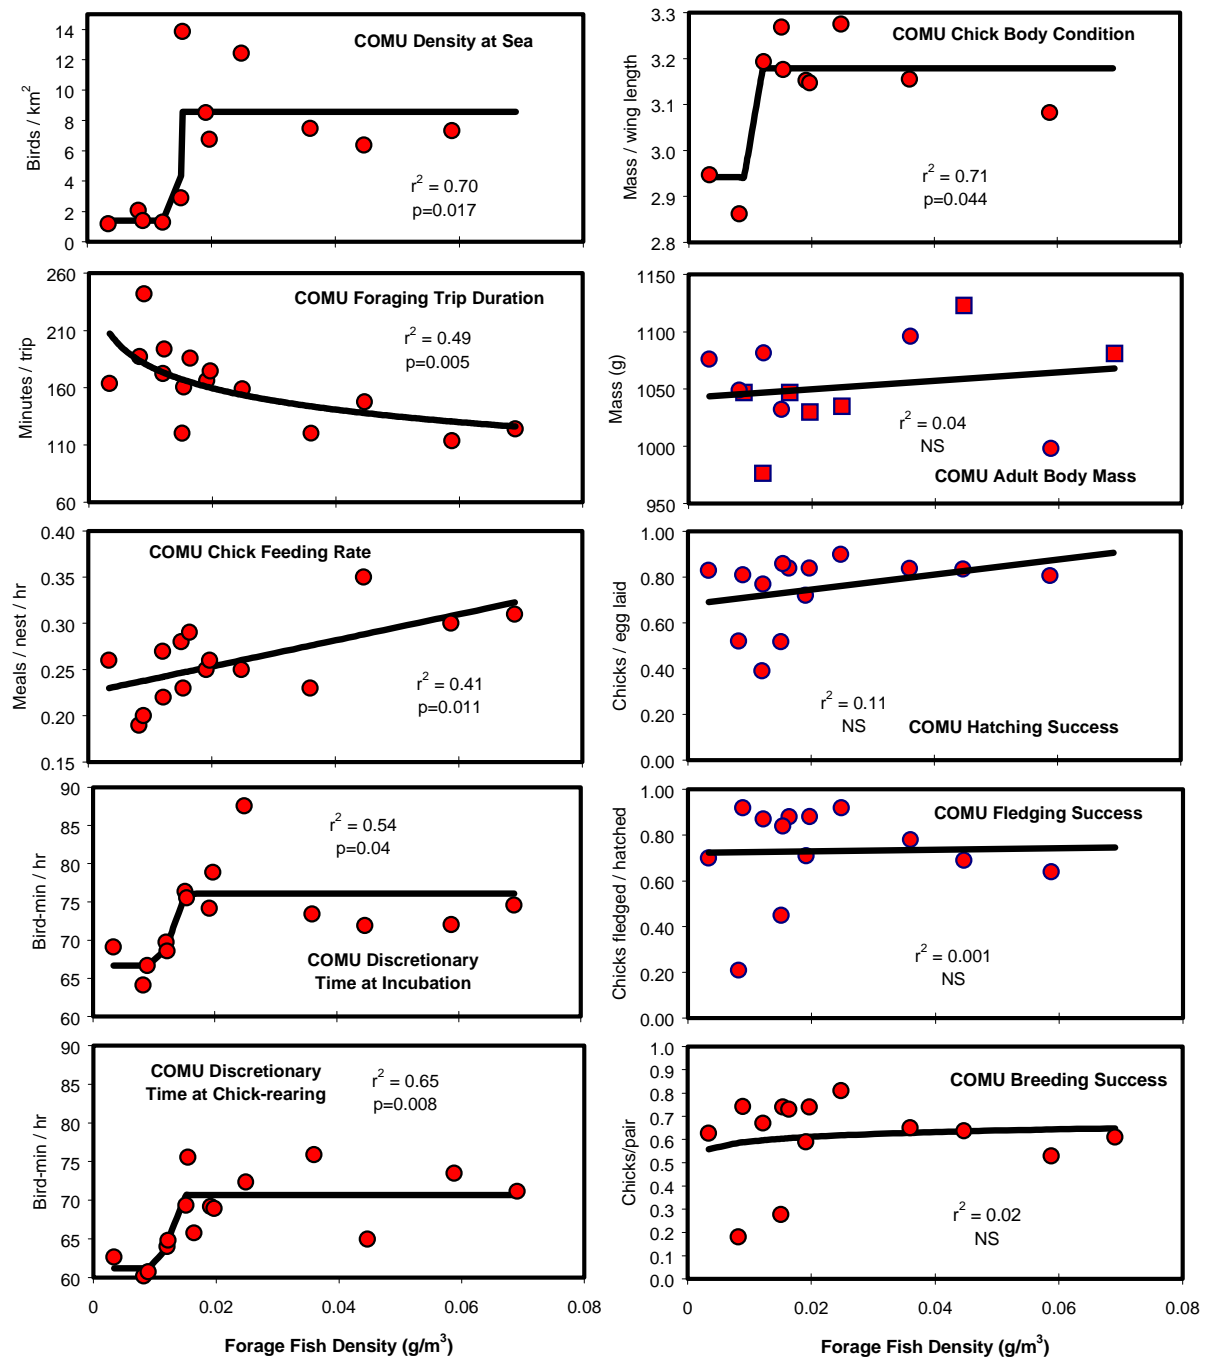 COMU Density at Sea
Birds / km²
14
12
10
8
6
4
2
0
r² = 0.70
p=0.017
COMU Foraging Trip Duration
Minutes / trip
260
210
160
110
60
r² = 0.49
p=0.005
COMU Chick Feeding Rate
Meals / nest / hr
0.40
0.35
0.30
0.25
0.20
0.15
r² = 0.41
p=0.011
Bird-min / hr
90
85
80
75
70
65
60
r² = 0.54
p=0.04
COMU Discretionary
Time at Incubation
COMU Discretionary
Time at Chick-rearing
Bird-min / hr
90
85
80
75
70
65
60
r² = 0.65
p=0.008
0 0.02 0.04 0.06 0.08
Forage Fish Density (g/m³)
COMU Chick Body Condition
Mass / wing length
3.3
3.2
3.1
3.0
2.9
2.8
r² = 0.71
p=0.044
Mass (g)
1150
1100
1050
1000
950
r² = 0.04
NS
COMU Adult Body Mass
Chicks / egg laid
1.00
0.80
0.60
0.40
0.20
0.00
r² = 0.11
NS
COMU Hatching Success
COMU Fledging Success
Chicks fledged / hatched
1.00
0.80
0.60
0.40
0.20
0.00
r² = 0.001
NS
COMU Breeding Success
Chicks/pair
1.0
0.9
0.8
0.7
0.6
0.5
0.4
0.3
0.2
0.1
0.0
r² = 0.02
NS
0 0.02 0.04 0.06 0.08
Forage Fish Density (g/m³)